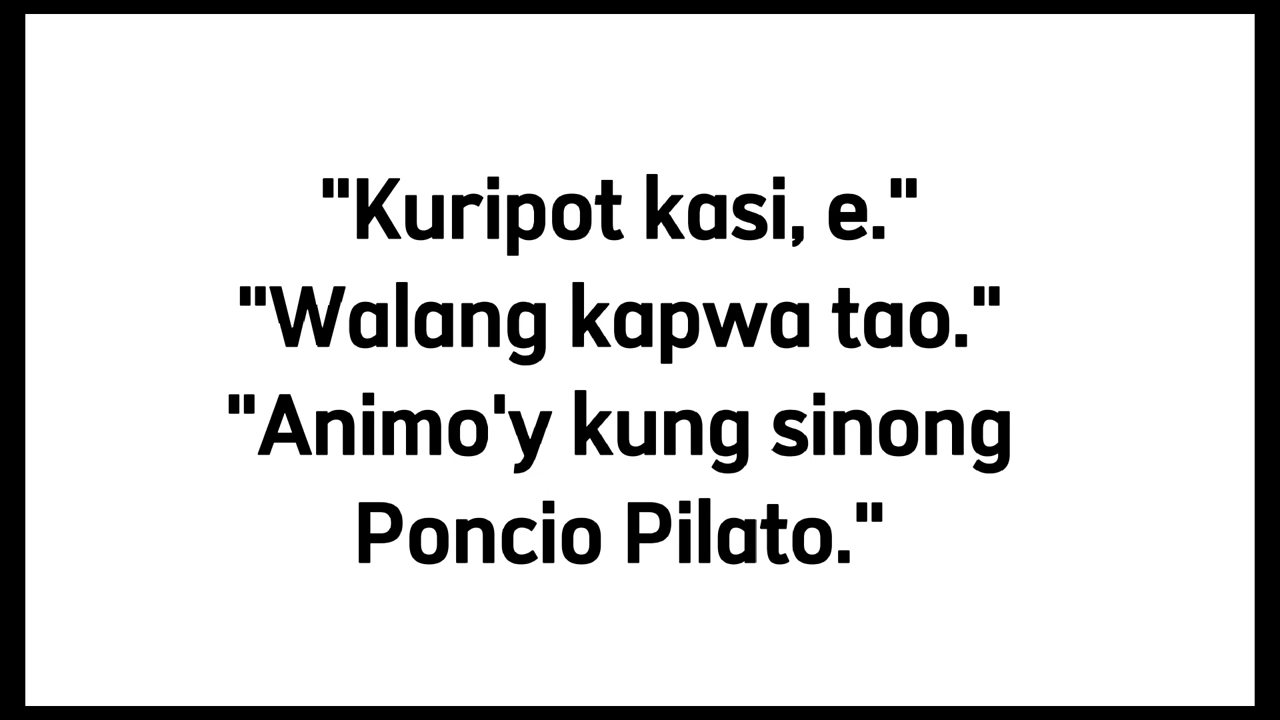 "Kuripot kasi, e."
"Walang kapwa tao."
"Animo'y kung sinong
Poncio Pilato."